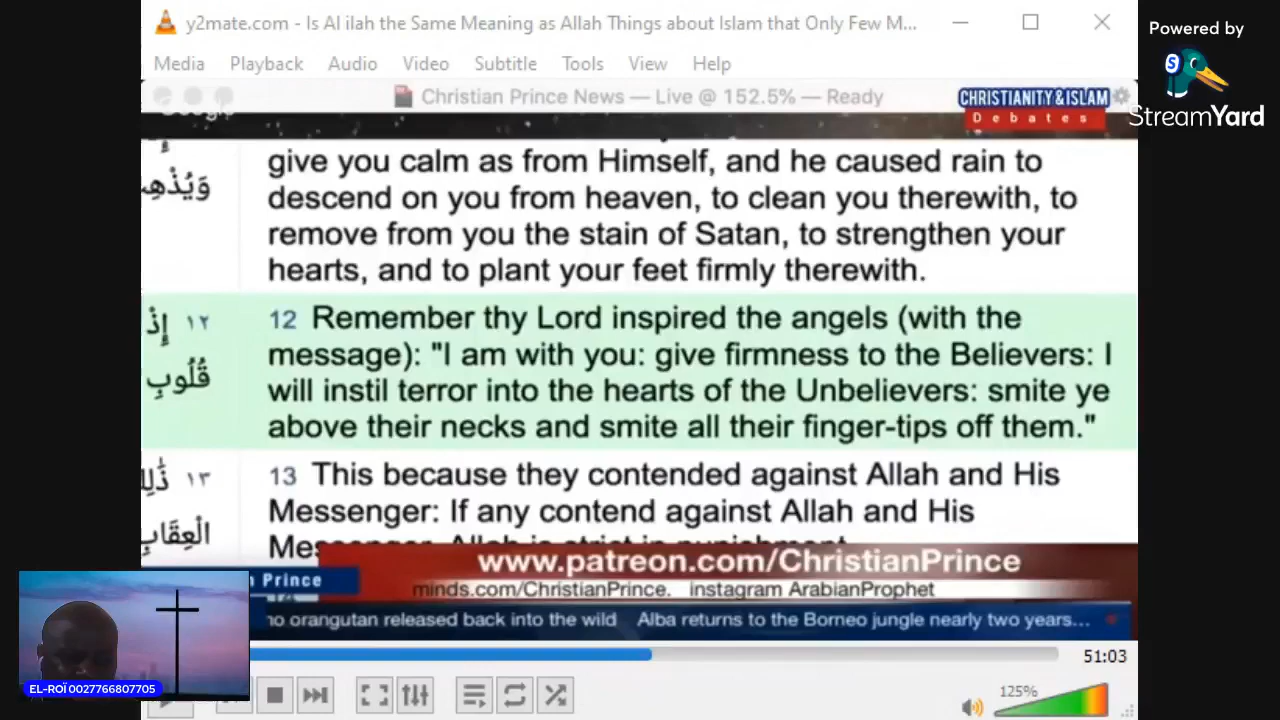 y2mate.com - Is Al ilah the Same Meaning as Allah Things about Islam that Only Few M...
Powered by
StreamYard
Media Playback Audio Video Subtitle Tools View Help
Christian Prince News — Live @ 152.5% — Ready
CHRISTIANITY & ISLAM
Debates
give you calm as from Himself, and he caused rain to
وَيُذْهِبَ
descend on you from heaven, to clean you therewith, to
remove from you the stain of Satan, to strengthen your
hearts, and to plant your feet firmly therewith.
١٢ إِذْ
12 Remember thy Lord inspired the angels (with the
message): "I am with you: give firmness to the Believers: I
قُلُوبِ
will instil terror into the hearts of the Unbelievers: smite ye
above their necks and smite all their finger-tips off them."
١٣
13 This because they contended against Allah and His
Messenger: If any contend against Allah and His
الْعِقَابِ
Messenger, Allah is strict in punishment.
www.patreon.com/ChristianPrince
Prince
minds.com/ChristianPrince. instagram ArabianProphet
orangutan released back into the wild Alba returns to the Borneo jungle nearly two years...
51:03
EL-ROÏ 0027766807705
125%